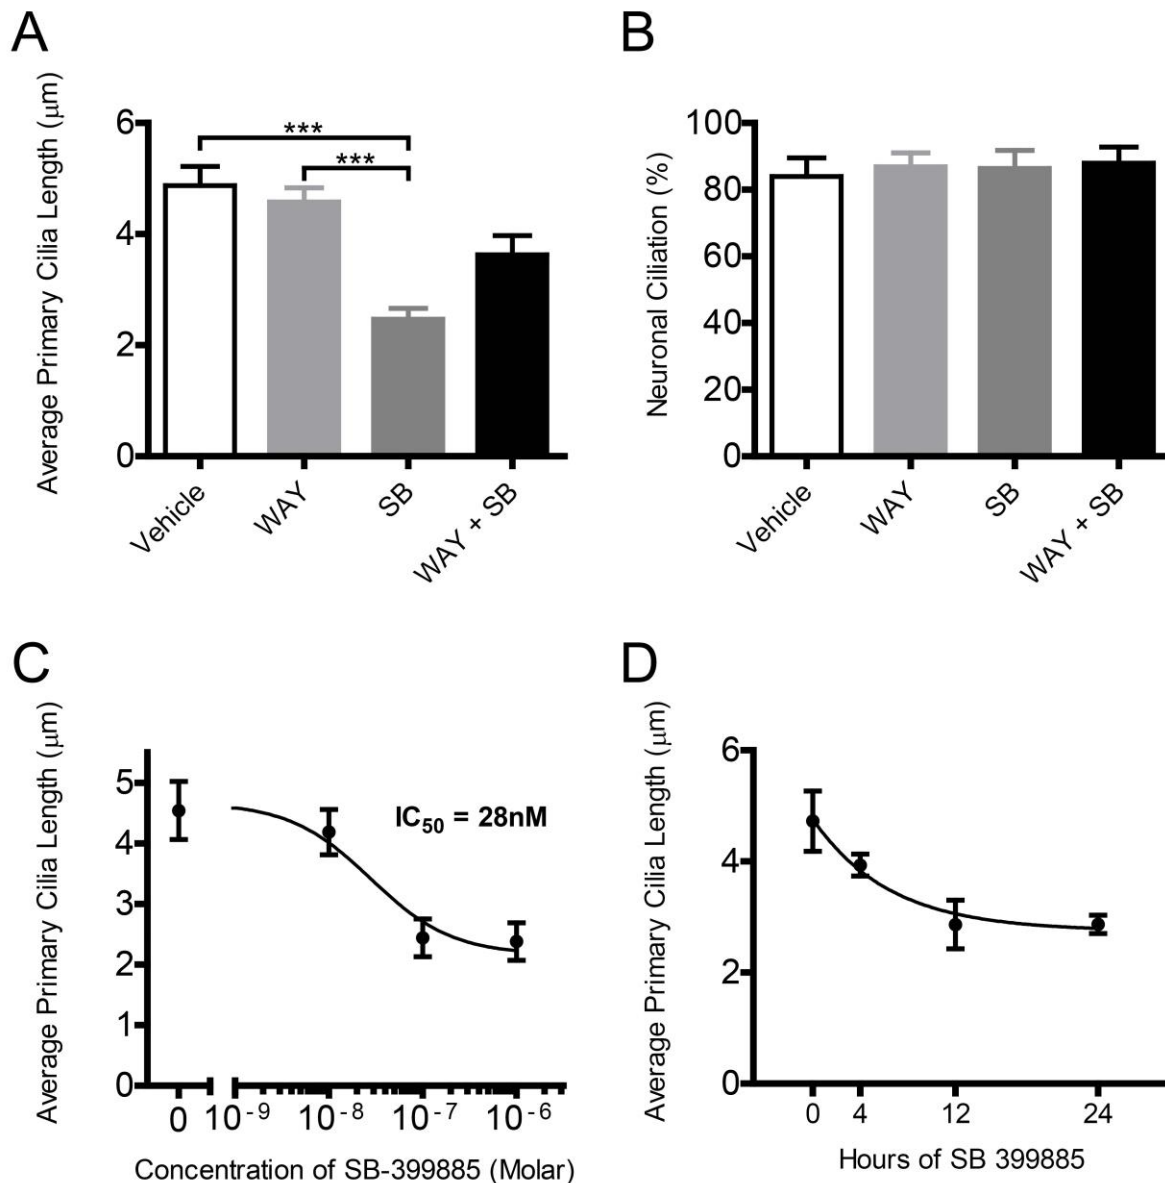 A
Average Primary Cilia Length (μm)
6
4
2
0
***
***
Vehicle
WAY
SB
WAY + SB
B
Neuronal Ciliation (%)
100
80
60
40
20
0
Vehicle
WAY
SB
WAY + SB
C
Average Primary Cilia Length (μm)
5
4
3
2
1
0
IC₅₀ = 28nM
0 10⁻⁹ 10⁻⁸ 10⁻⁷ 10⁻⁶
Concentration of SB-399885 (Molar)
D
Average Primary Cilia Length (μm)
6
4
2
0
0 4 12 24
Hours of SB 399885